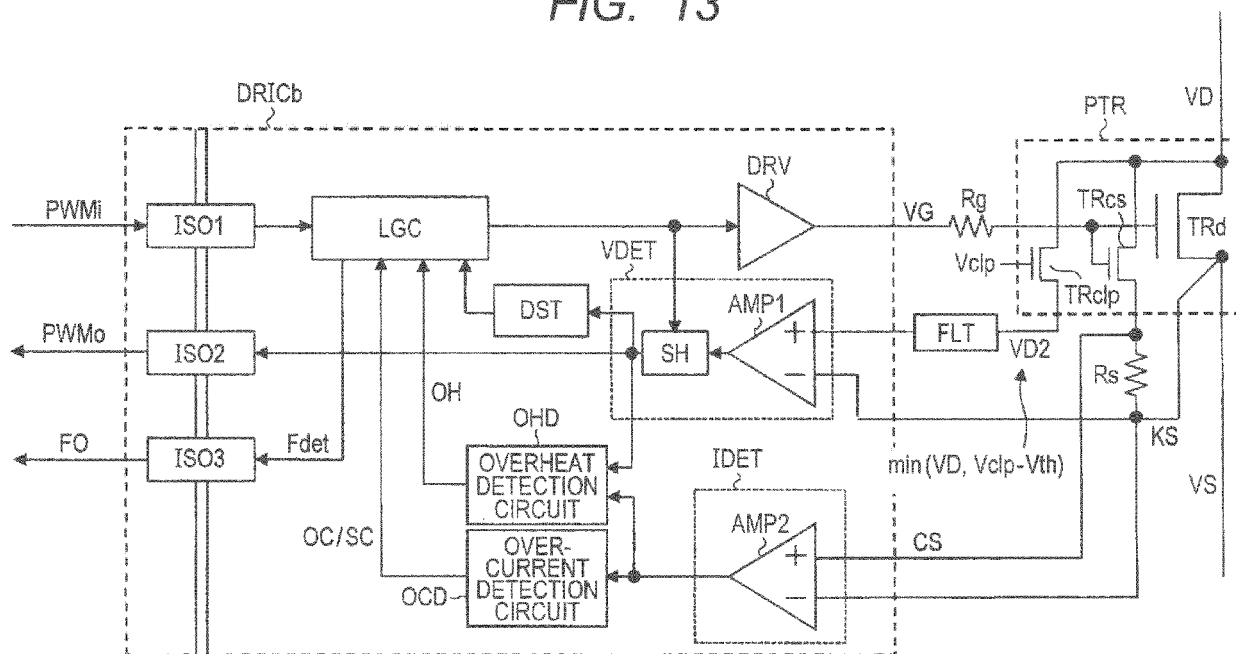 FIG. 13
DRICb
PTR
VD
DRV
PWMi
ISO1
LGC
VG
Rg
TRcs
TRd
VDET
Vclp
TRclp
DST
AMP1
+
FLT
PWMo
ISO2
SH
−
VD2
Rs
OH
OHD
KS
FO
ISO3
Fdet
OVERHEAT
DETECTION
CIRCUIT
IDET
min(VD, Vclp-Vth)
VS
OC/SC
AMP2
CS
OVER-
CURRENT
DETECTION
CIRCUIT
+
OCD
−